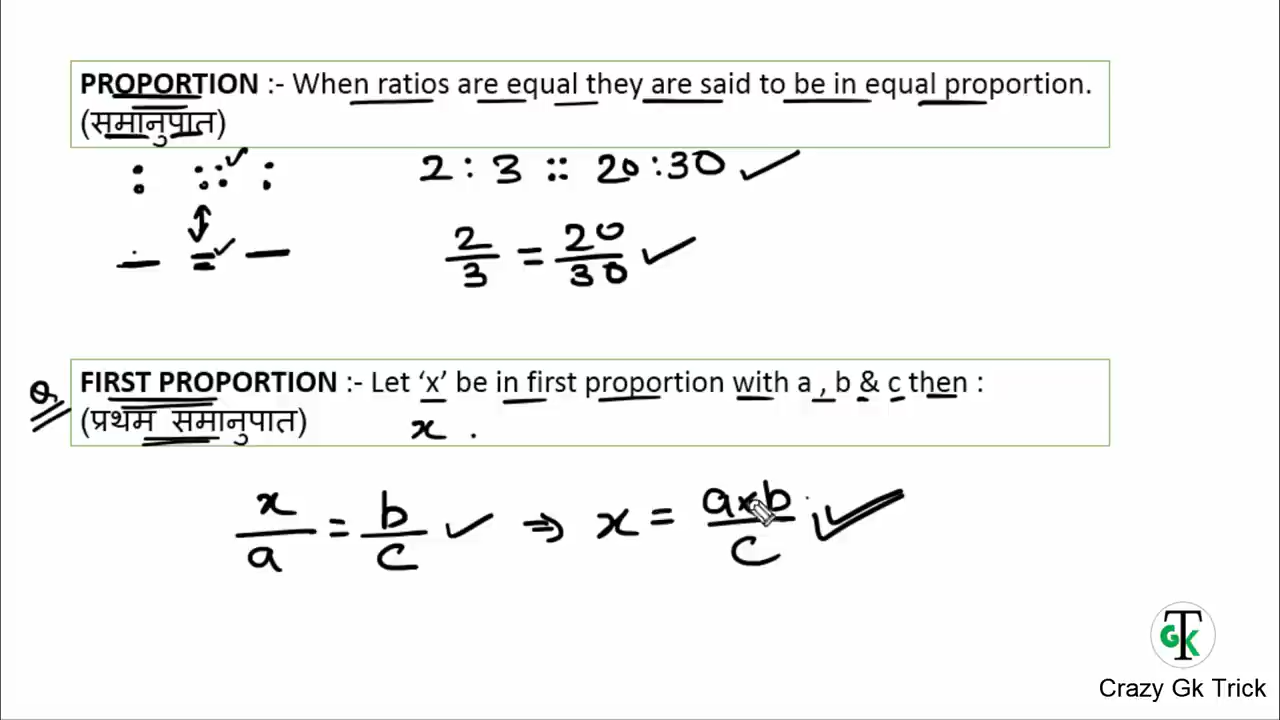 PROPORTION :- When ratios are equal they are said to be in equal proportion.
(समानुपात)
: :: :
2 : 3 :: 20 : 30 ✓
— = —
2/3 = 20/30 ✓
Q.
FIRST PROPORTION :- Let ‘x’ be in first proportion with a , b & c then :
(प्रथम समानुपात)
x .
x/a = b/c ✓ ⇒ x = a×b/c ✓
GTK
Crazy Gk Trick